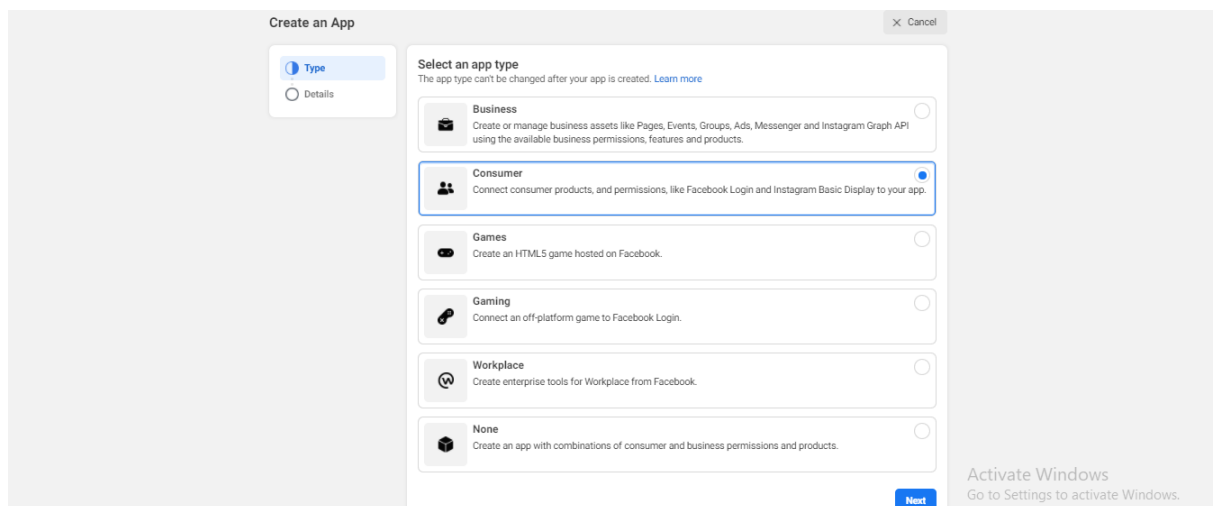 Create an App
Cancel
Type
Details
Select an app type
The app type can't be changed after your app is created. Learn more
Business
Create or manage business assets like Pages, Events, Groups, Ads, Messenger and Instagram Graph API
using the available business permissions, features and products.
Consumer
Connect consumer products, and permissions, like Facebook Login and Instagram Basic Display to your app.
Games
Create an HTML5 game hosted on Facebook.
Gaming
Connect an off-platform game to Facebook Login.
Workplace
Create enterprise tools for Workplace from Facebook.
None
Create an app with combinations of consumer and business permissions and products.
Next
Activate Windows
Go to Settings to activate Windows.